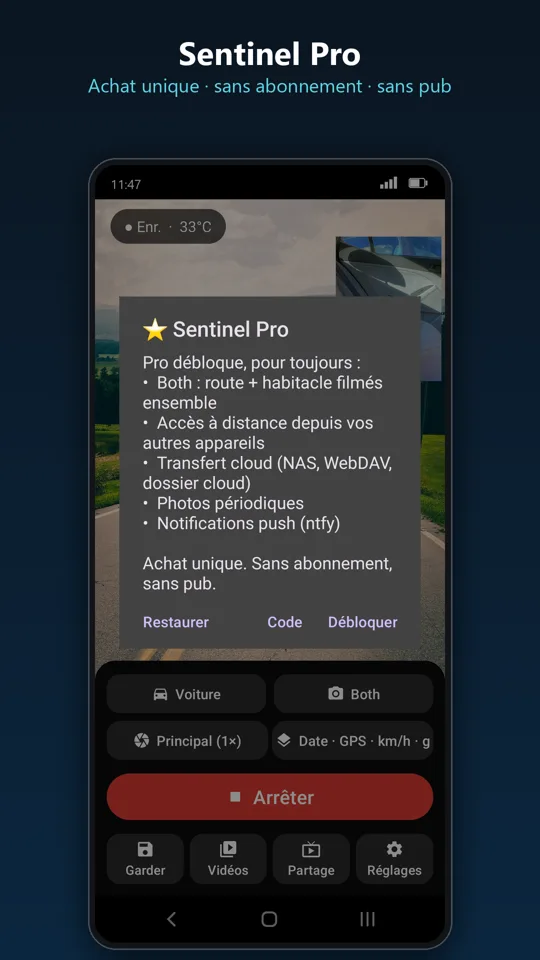 Sentinel Pro
Achat unique · sans abonnement · sans pub
11:47
Enr. · 33°C
⭐ Sentinel Pro
Pro débloque, pour toujours :
• Both : route + habitacle filmés
ensemble
• Accès à distance depuis vos
autres appareils
• Transfert cloud (NAS, WebDAV,
dossier cloud)
• Photos périodiques
• Notifications push (ntfy)
Achat unique. Sans abonnement,
sans pub.
Restaurer Code Débloquer
Voiture Both
Principal (1×) Date · GPS · km/h · g
Arrêter
Garder Vidéos Partage Réglages